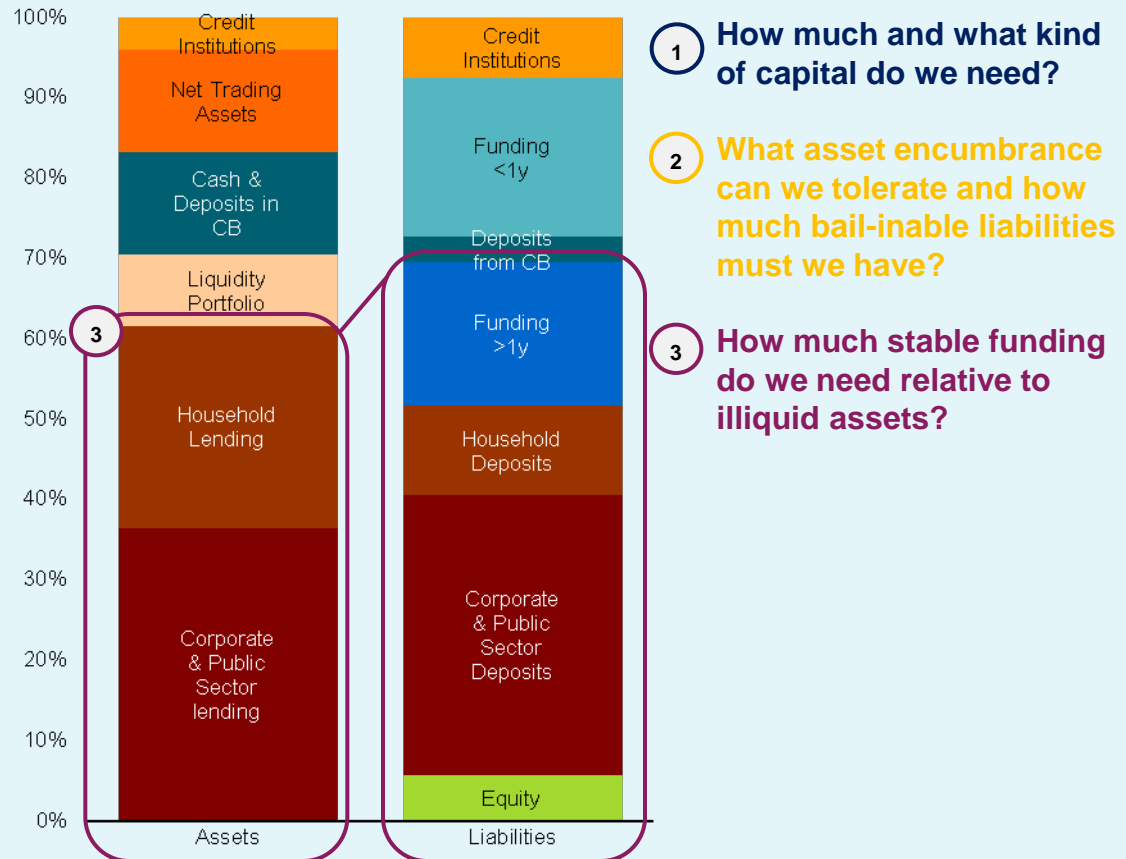 100%
90%
80%
70%
60%
50%
40%
30%
20%
10%
0%
Credit
Institutions
Net Trading
Assets
Cash &
Deposits in
CB
Liquidity
Portfolio
3
Household
Lending
Corporate
& Public
Sector
lending
Assets
Credit
Institutions
Funding
<1y
Deposits
from CB
Funding
>1y
Household
Deposits
Corporate
& Public
Sector
Deposits
Equity
Liabilities
1
How much and what kind
of capital do we need?
2
What asset encumbrance
can we tolerate and how
much bail-inable liabilities
must we have?
3
How much stable funding
do we need relative to
illiquid assets?